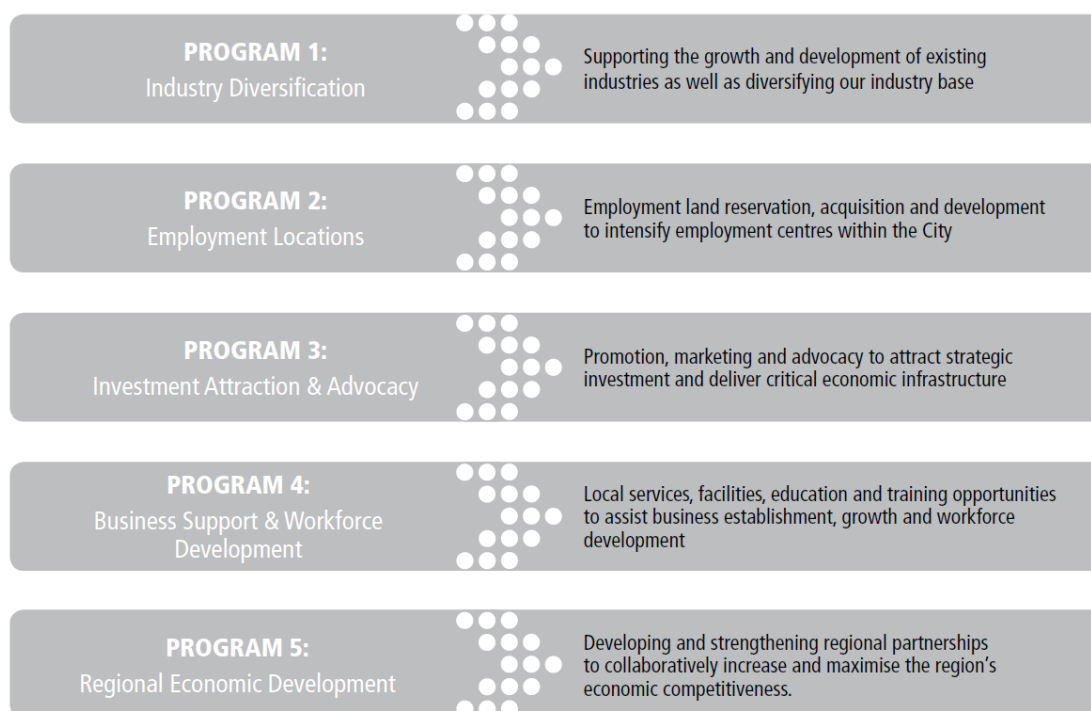 PROGRAM 1:
Industry Diversification
Supporting the growth and development of existing
industries as well as diversifying our industry base
PROGRAM 2:
Employment Locations
Employment land reservation, acquisition and development
to intensify employment centres within the City
PROGRAM 3:
Investment Attraction & Advocacy
Promotion, marketing and advocacy to attract strategic
investment and deliver critical economic infrastructure
PROGRAM 4:
Business Support & Workforce
Development
Local services, facilities, education and training opportunities
to assist business establishment, growth and workforce
development
PROGRAM 5:
Regional Economic Development
Developing and strengthening regional partnerships
to collaboratively increase and maximise the region’s
economic competitiveness.